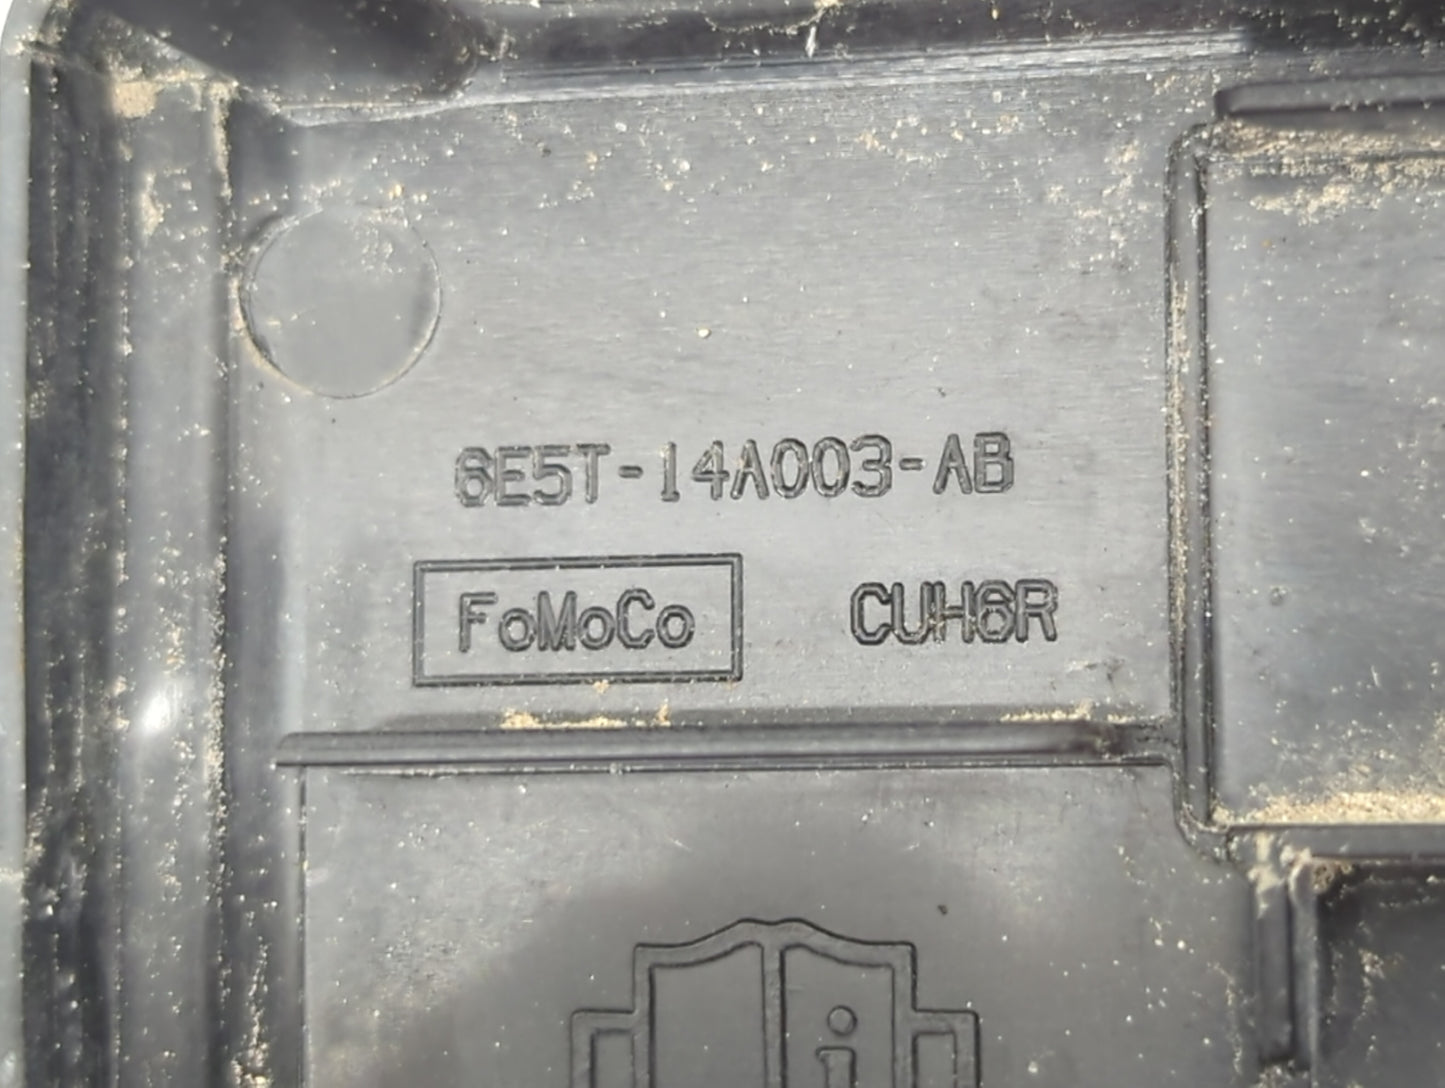 6E5T-14A003-AB
FoMoCo CUH6R
i